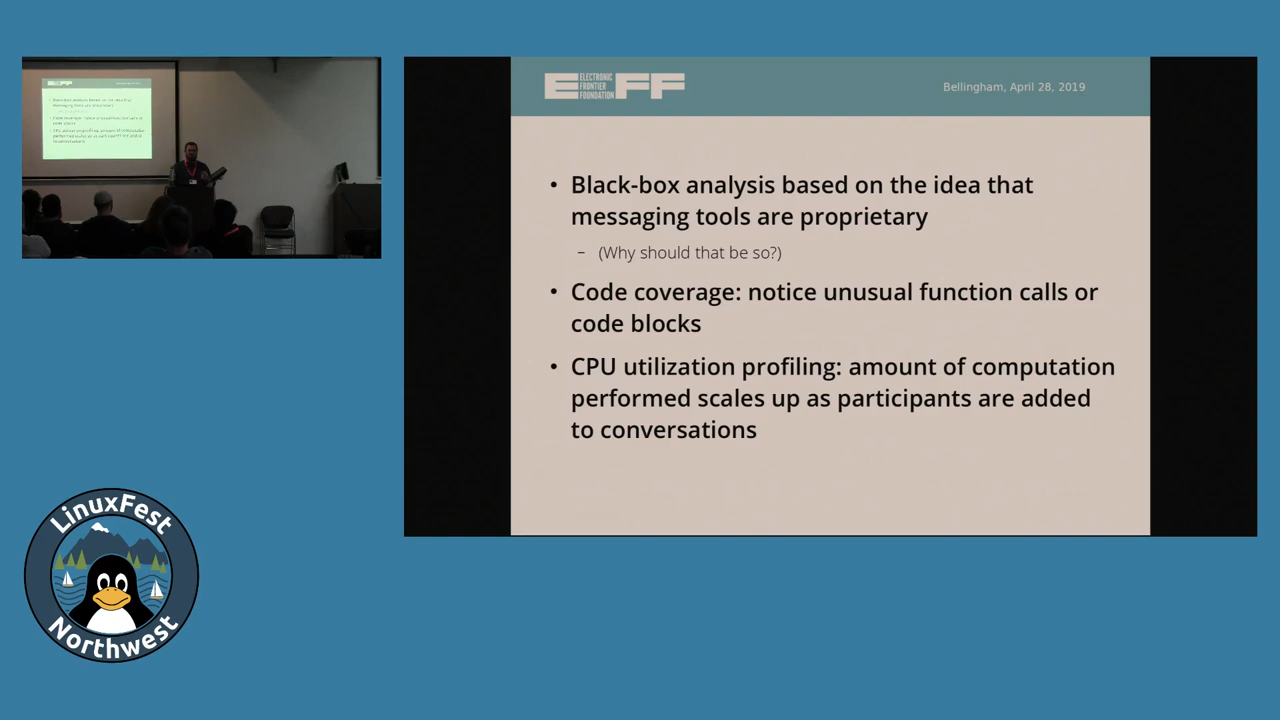 ELECTRONIC
FRONTIER
FOUNDATION
EFF
Bellingham, April 28, 2019
• Black-box analysis based on the idea that
messaging tools are proprietary
– (Why should that be so?)
• Code coverage: notice unusual function calls or
code blocks
• CPU utilization profiling: amount of computation
performed scales up as participants are added
to conversations
LinuxFest
Northwest